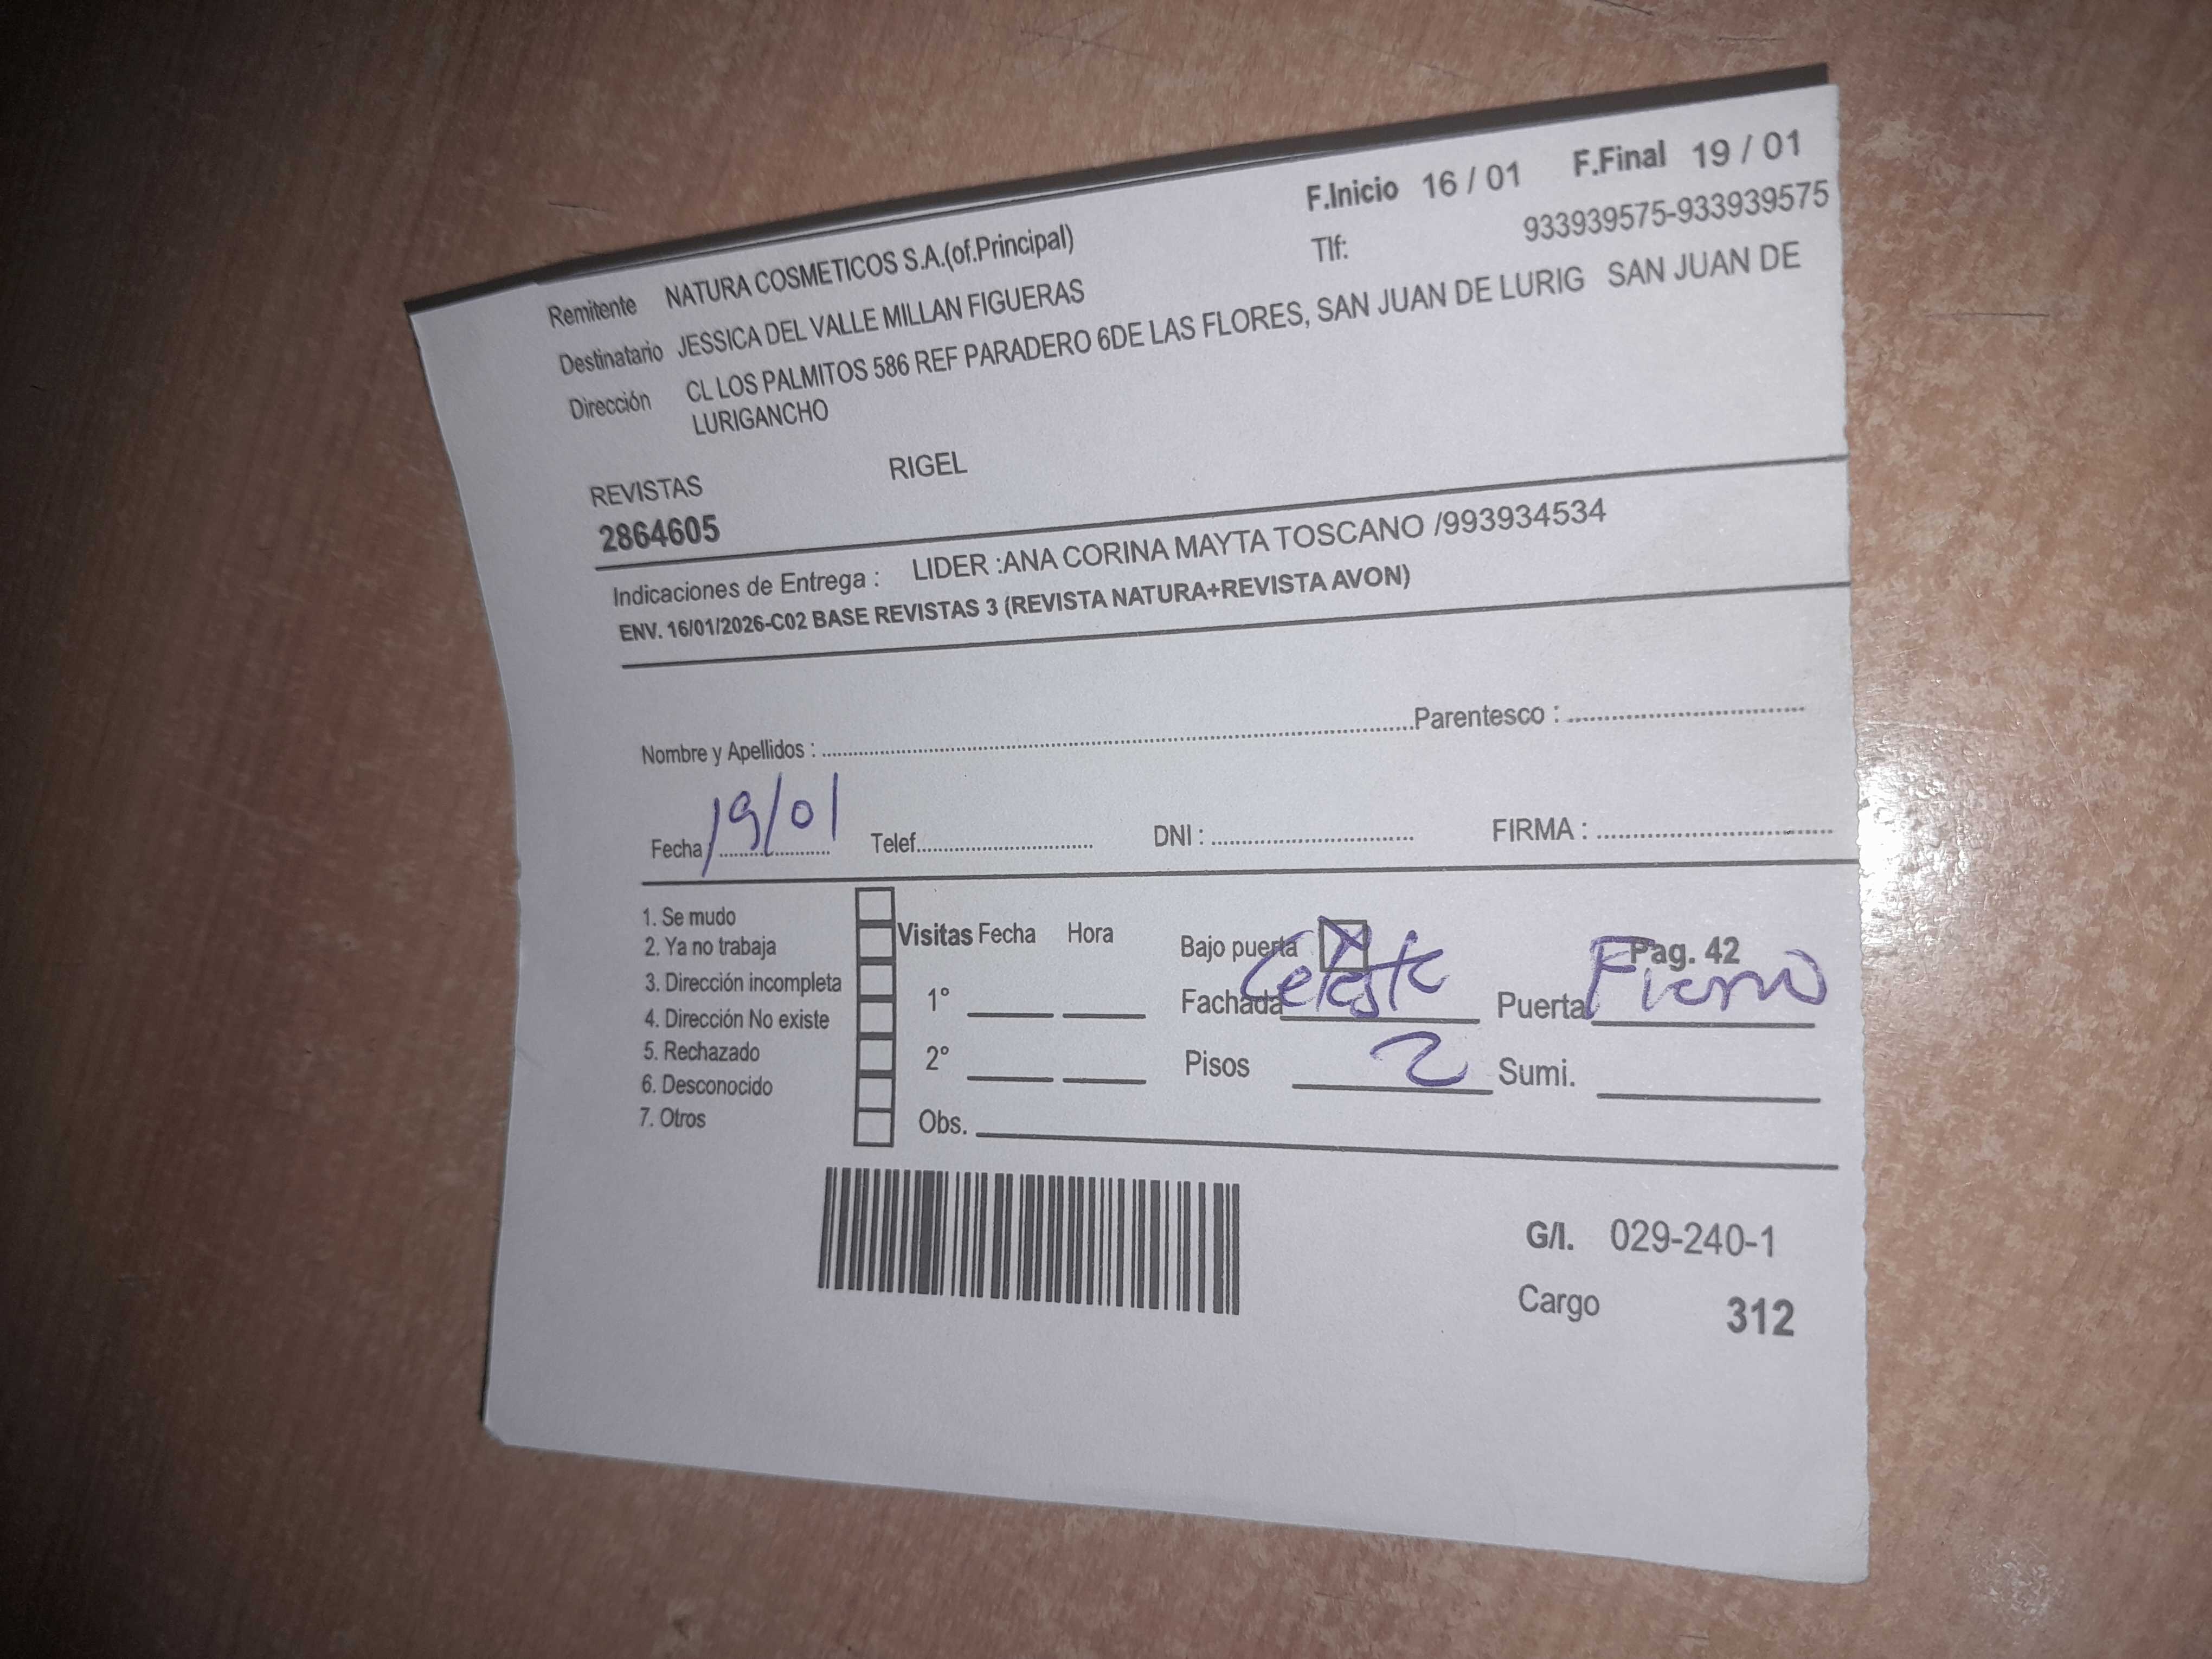 F.Inicio 16 / 01 F.Final 19 / 01
Remitente NATURA COSMETICOS S.A.(of.Principal)
Tlf: 933939575-933939575
Destinatario JESSICA DEL VALLE MILLAN FIGUERAS
Dirección CL LOS PALMITOS 586 REF PARADERO 6DE LAS FLORES, SAN JUAN DE LURIG SAN JUAN DE
LURIGANCHO
REVISTAS RIGEL
2864605
Indicaciones de Entrega : LIDER :ANA CORINA MAYTA TOSCANO /993934534
ENV. 16/01/2026-C02 BASE REVISTAS 3 (REVISTA NATURA+REVISTA AVON)
Nombre y Apellidos : Parentesco :
Fecha 19/01 Telef. DNI : FIRMA :
1. Se mudo
2. Ya no trabaja
3. Dirección incompleta
4. Dirección No existe
5. Rechazado
6. Desconocido
7. Otros
Visitas Fecha Hora
1°
2°
Obs.
Bajo puerta X Pag. 42
Fachada Celeste Puerta Fierro
Pisos 2 Sumi.
G/I. 029-240-1
Cargo 312